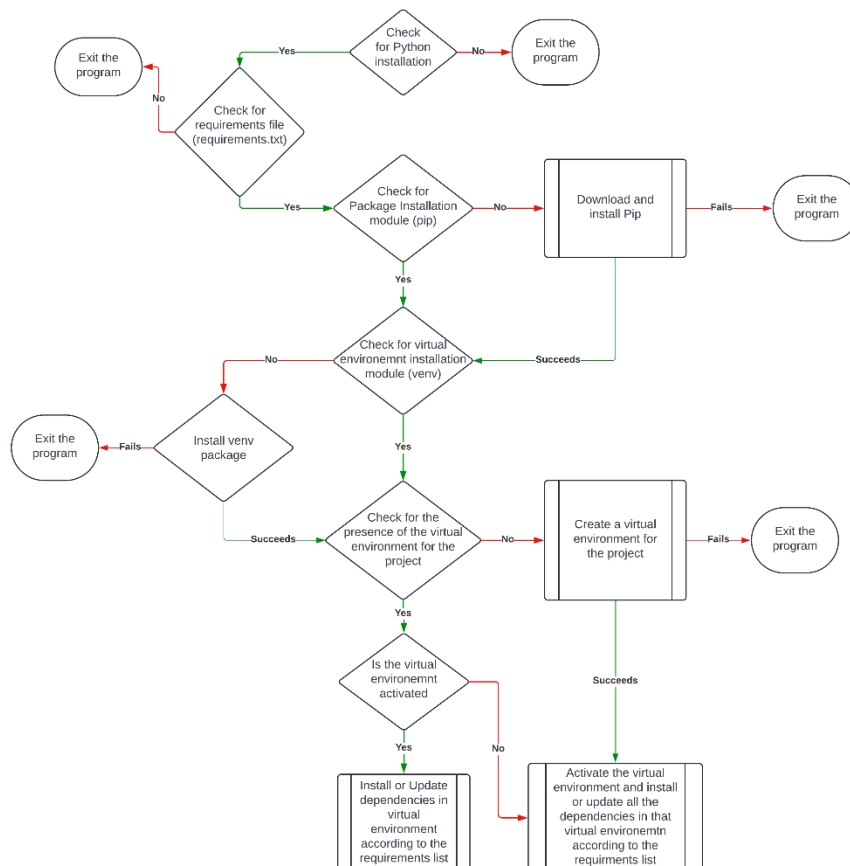 Check
for Python
installation
Yes
No
Exit the
program
Exit the
program
No
Check for
requirements file
(requirements.txt)
Yes
Check for
Package Installation
module (pip)
No
Download and
install Pip
Fails
Exit the
program
Yes
Check for virtual
environemnt installation
module (venv)
No
Succeeds
Exit the
program
Fails
Install venv
package
Yes
Succeeds
Check for the
presence of the virtual
environment for the
project
No
Create a virtual
environment for
the project
Fails
Exit the
program
Yes
Is the virtual
environemnt
activated
Succeeds
Yes
No
Install or Update
dependencies in
virtual
environment
according to the
requirements list
Activate the virtual
environment and install
or update all the
dependencies in that
virtual environemtn
according to the
requirments list